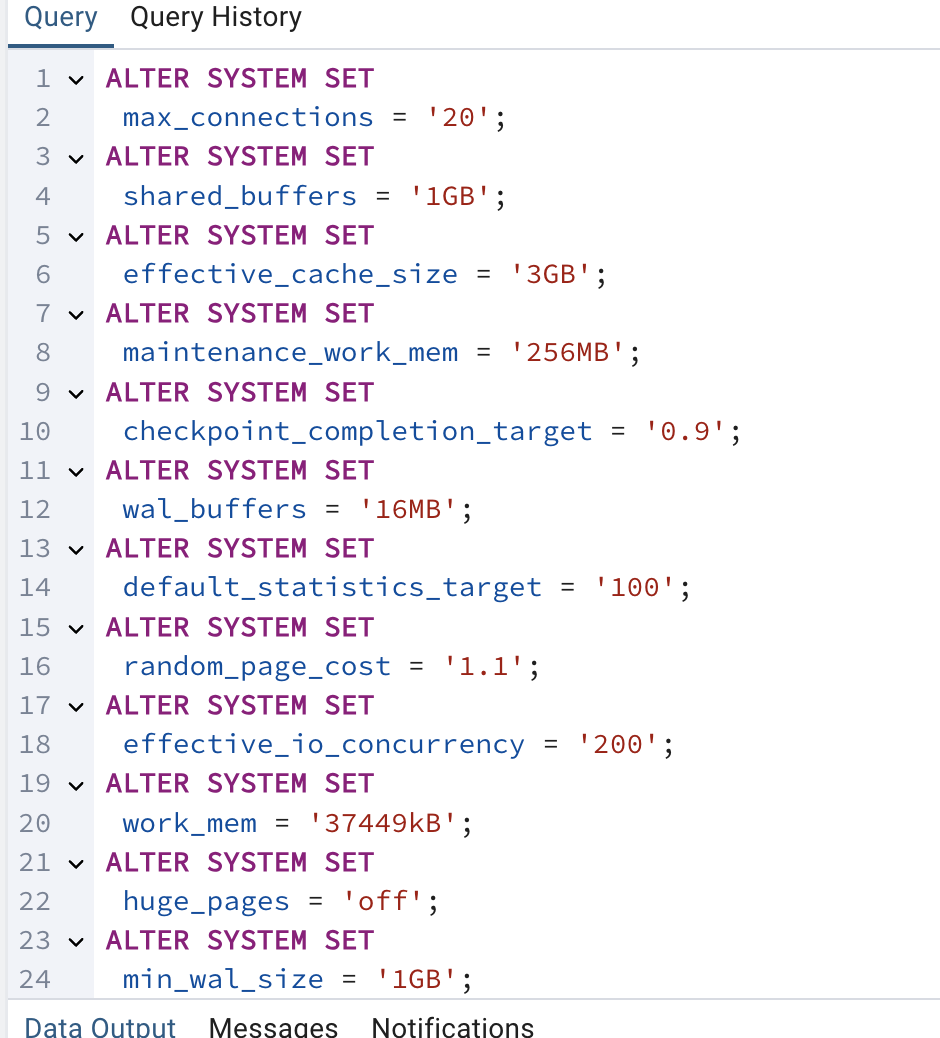 Query Query History
1 ALTER SYSTEM SET
2 max_connections = '20';
3 ALTER SYSTEM SET
4 shared_buffers = '1GB';
5 ALTER SYSTEM SET
6 effective_cache_size = '3GB';
7 ALTER SYSTEM SET
8 maintenance_work_mem = '256MB';
9 ALTER SYSTEM SET
10 checkpoint_completion_target = '0.9';
11 ALTER SYSTEM SET
12 wal_buffers = '16MB';
13 ALTER SYSTEM SET
14 default_statistics_target = '100';
15 ALTER SYSTEM SET
16 random_page_cost = '1.1';
17 ALTER SYSTEM SET
18 effective_io_concurrency = '200';
19 ALTER SYSTEM SET
20 work_mem = '37449kB';
21 ALTER SYSTEM SET
22 huge_pages = 'off';
23 ALTER SYSTEM SET
24 min_wal_size = '1GB';
Data Output Messages Notifications